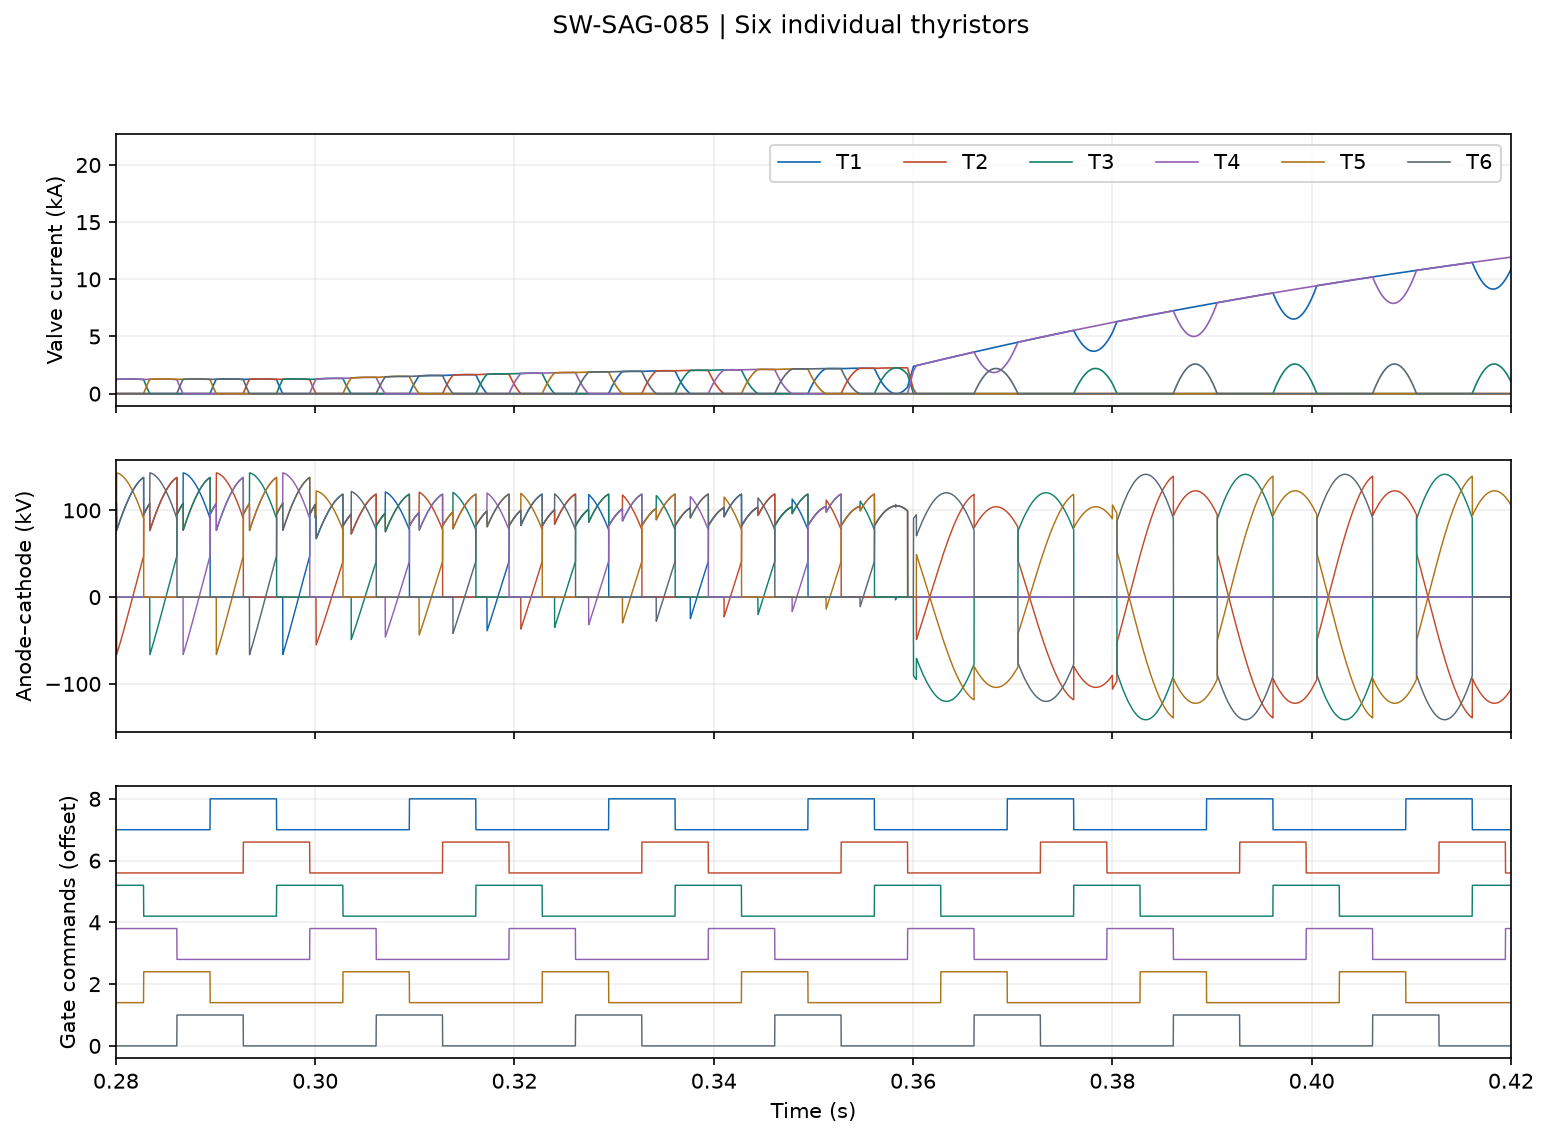 SW-SAG-085 | Six individual thyristors
Valve current (kA)
20
15
10
5
0
T1 T2 T3 T4 T5 T6
Anode–cathode (kV)
100
0
−100
Gate commands (offset)
8
6
4
2
0
0.28 0.30 0.32 0.34 0.36 0.38 0.40 0.42
Time (s)